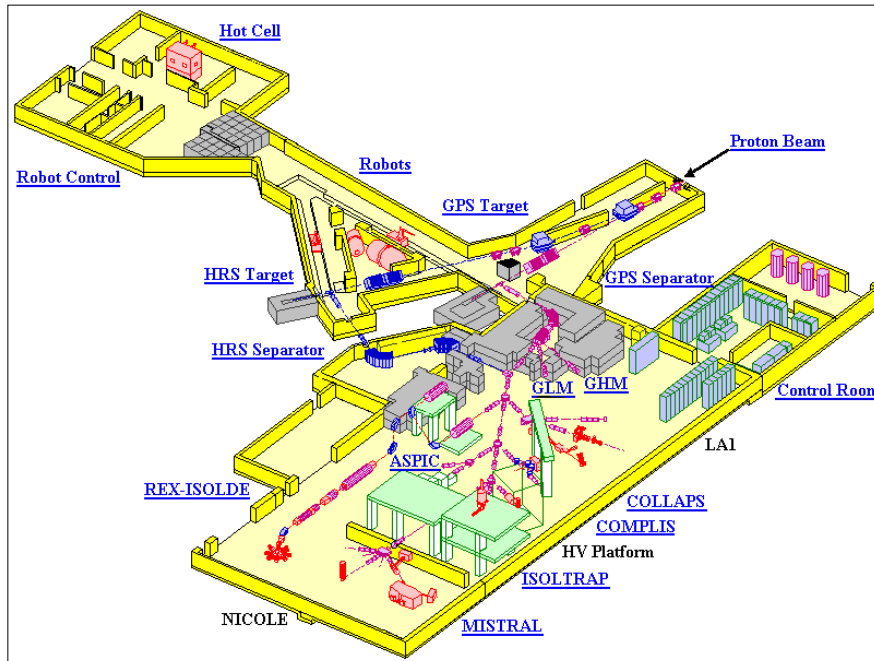 Hot Cell
Proton Beam
Robots
Robot Control
GPS Target
HRS Target
GPS Separator
HRS Separator
GLM
GHM
Control Room
LA1
ASPIC
REX-ISOLDE
COLLAPS
COMPLIS
HV Platform
ISOLTRAP
NICOLE
MISTRAL